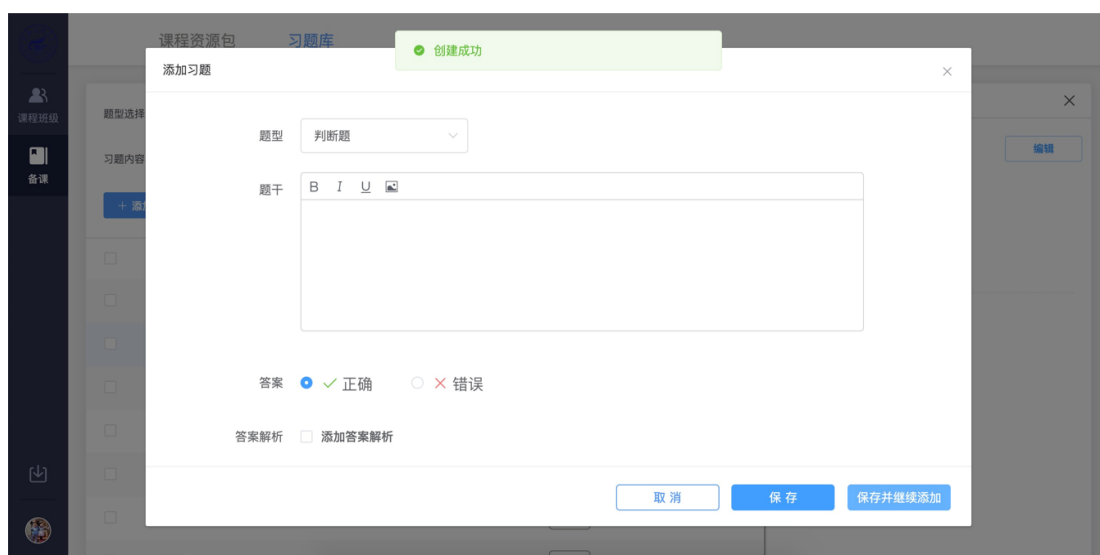 课程资源包 习题库
创建成功
添加习题
课程班级
题型选择
题型 判断题
习题内容
编辑
备课
题干 B I U
+ 添加
答案 正确 错误
答案解析 添加答案解析
取消 保存 保存并继续添加